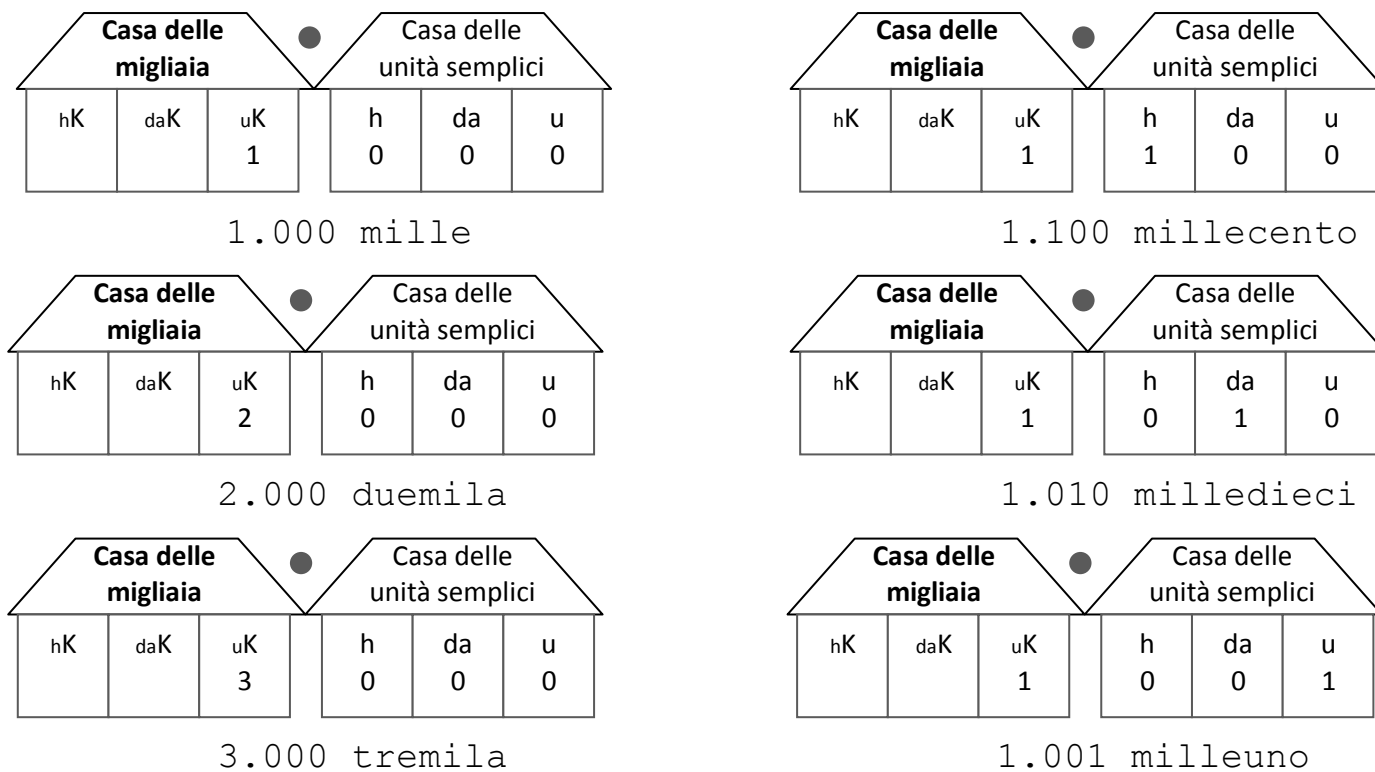 Casa delle
migliaia
Casa delle
unità semplici
hK daK uK h da u
1 0 0 0
1.000 mille
Casa delle
migliaia
Casa delle
unità semplici
hK daK uK h da u
1 1 0 0
1.100 millecento
Casa delle
migliaia
Casa delle
unità semplici
hK daK uK h da u
2 0 0 0
2.000 duemila
Casa delle
migliaia
Casa delle
unità semplici
hK daK uK h da u
1 0 1 0
1.010 milledieci
Casa delle
migliaia
Casa delle
unità semplici
hK daK uK h da u
3 0 0 0
3.000 tremila
Casa delle
migliaia
Casa delle
unità semplici
hK daK uK h da u
1 0 0 1
1.001 milleuno